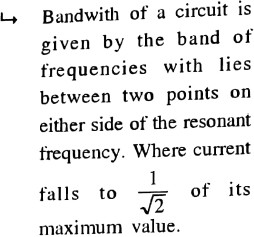 ↳ Bandwith of a circuit is
given by the band of
frequencies with lies
between two points on
either side of the resonant
frequency. Where current
falls to 1/√2 of its
maximum value.